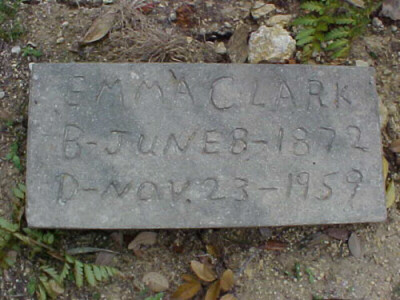 EMMA CLARK
B-JUNE 8-1872
D-NOV. 23-1959